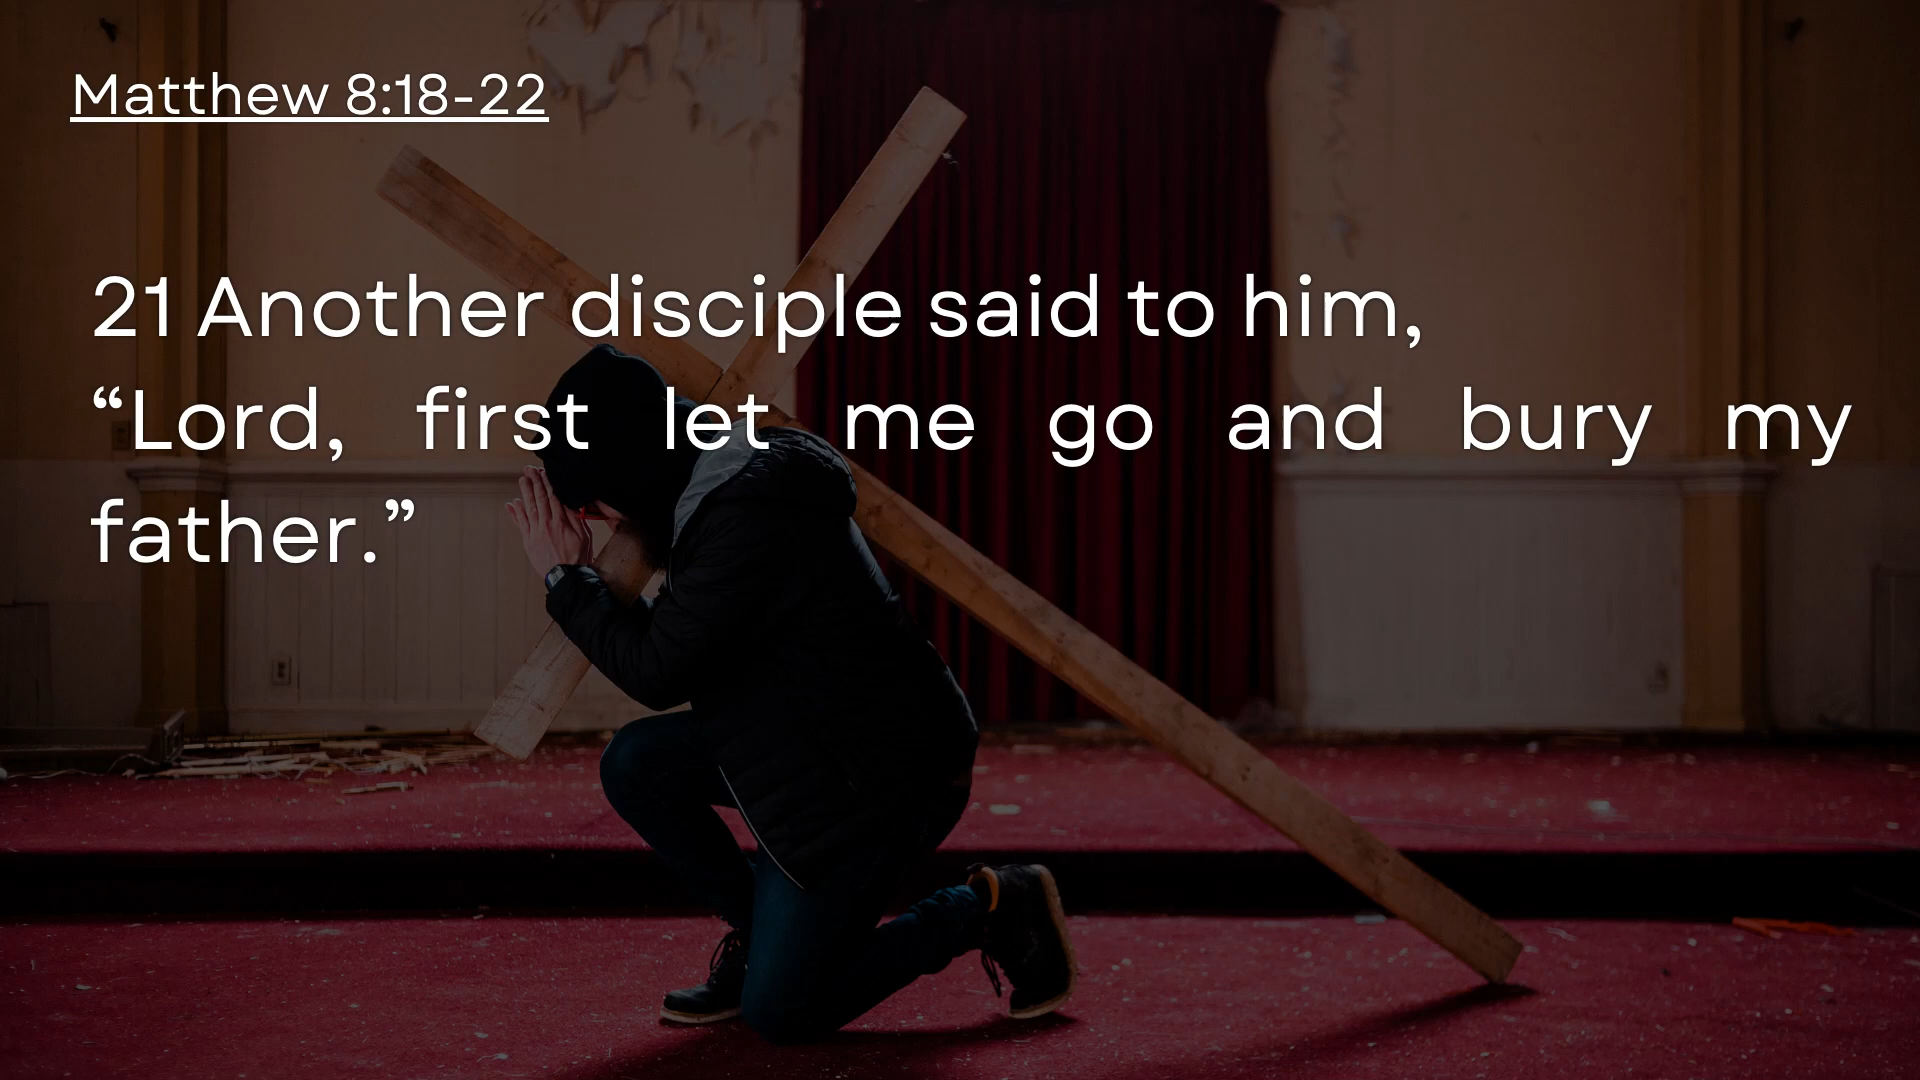 Matthew 8:18-22
21 Another disciple said to him,
“Lord, first let me go and bury my
father.”